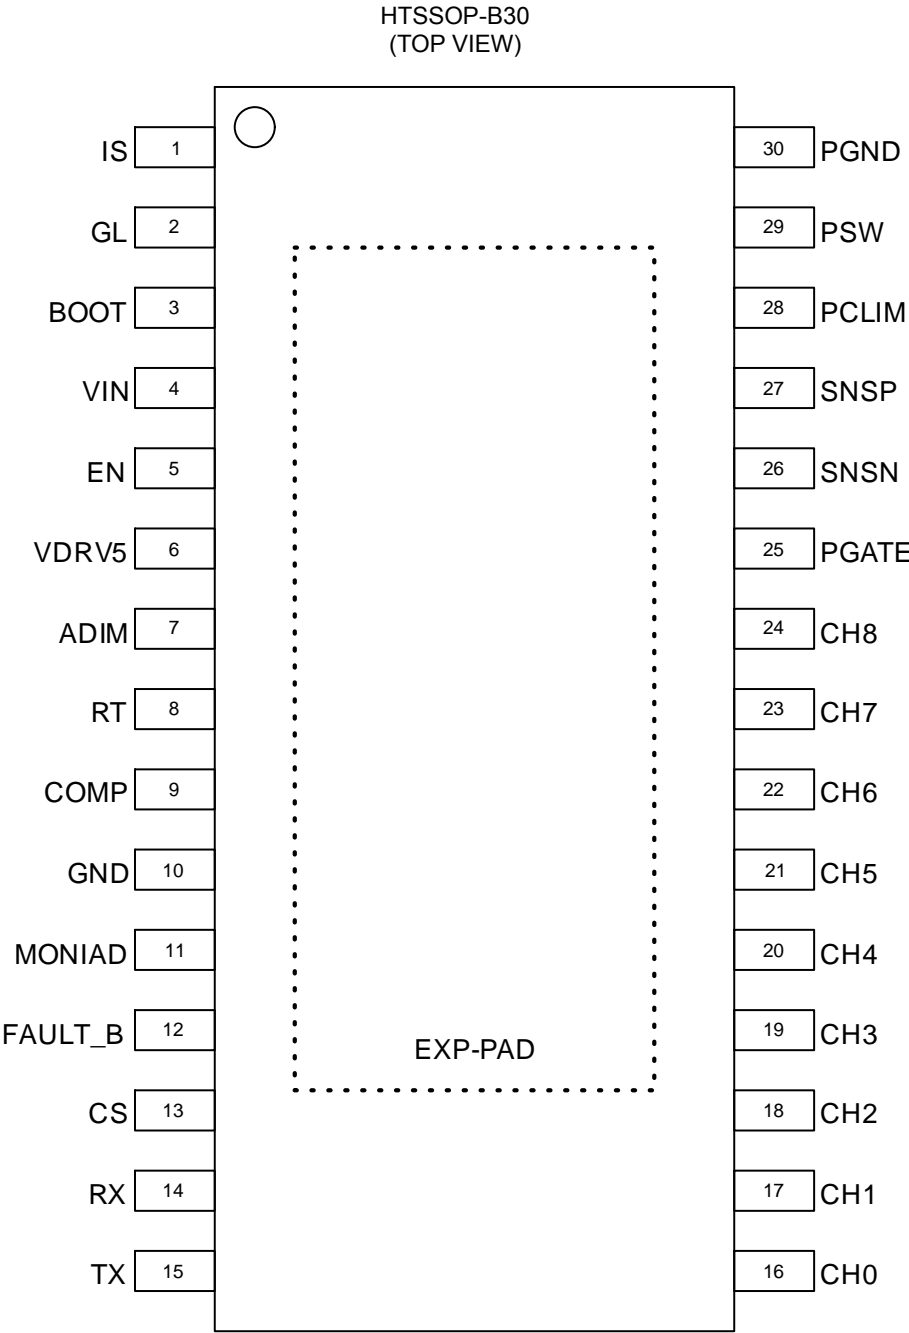 HTSSOP-B30
(TOP VIEW)
IS 1 30 PGND
GL 2 29 PSW
BOOT 3 28 PCLIM
VIN 4 27 SNSP
EN 5 26 SNSN
VDRV5 6 25 PGATE
ADIM 7 24 CH8
RT 8 23 CH7
COMP 9 22 CH6
GND 10 21 CH5
MONIAD 11 20 CH4
FAULT_B 12 19 CH3
EXP-PAD
CS 13 18 CH2
RX 14 17 CH1
TX 15 16 CH0